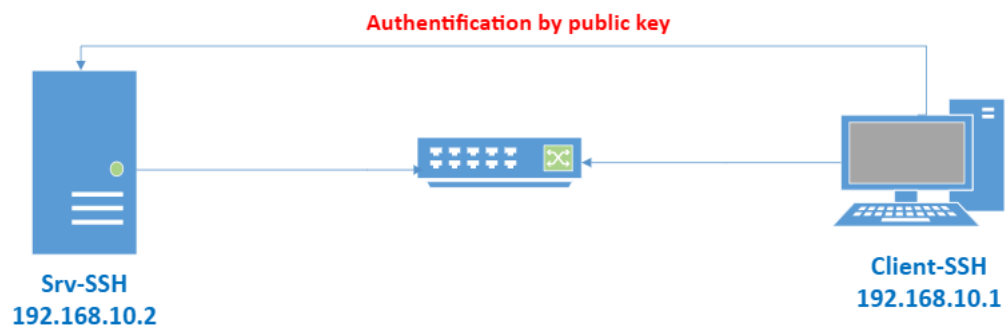 Authentification by public key
Srv-SSH
192.168.10.2
Client-SSH
192.168.10.1